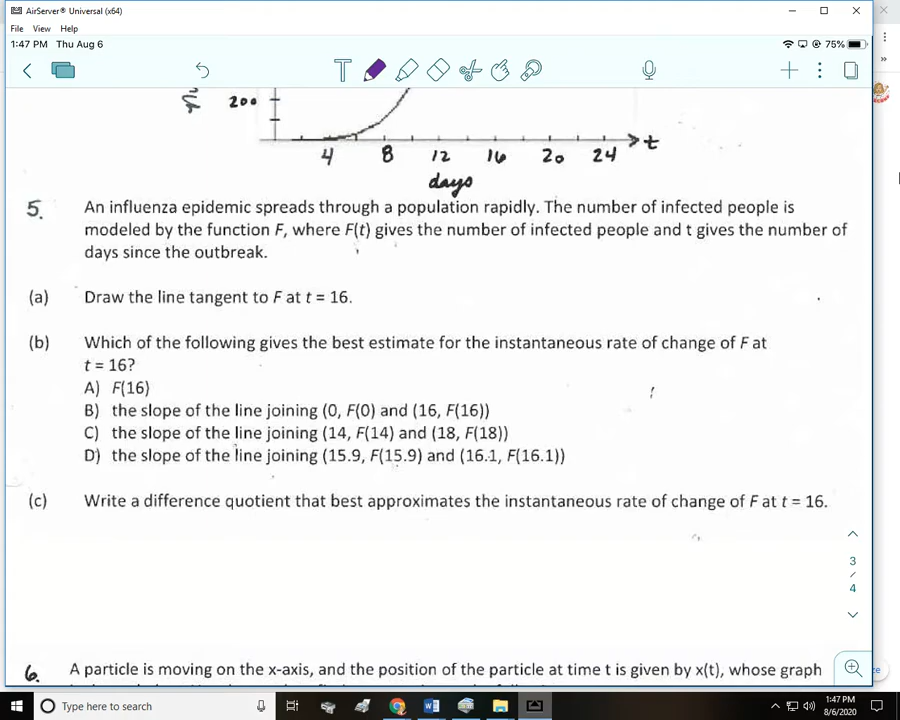 AirServer® Universal (x64)
File View Help
1:47 PM Thu Aug 6
75%
200
t
4 8 12 16 20 24
days
5. An influenza epidemic spreads through a population rapidly. The number of infected people is
modeled by the function F, where F(t) gives the number of infected people and t gives the number of
days since the outbreak.
(a) Draw the line tangent to F at t = 16.
(b) Which of the following gives the best estimate for the instantaneous rate of change of F at
t = 16?
A) F(16)
B) the slope of the line joining (0, F(0) and (16, F(16))
C) the slope of the line joining (14, F(14) and (18, F(18))
D) the slope of the line joining (15.9, F(15.9) and (16.1, F(16.1))
(c) Write a difference quotient that best approximates the instantaneous rate of change of F at t = 16.
3
/
4
6. A particle is moving on the x-axis, and the position of the particle at time t is given by x(t), whose graph
Type here to search
1:47 PM
8/6/2020